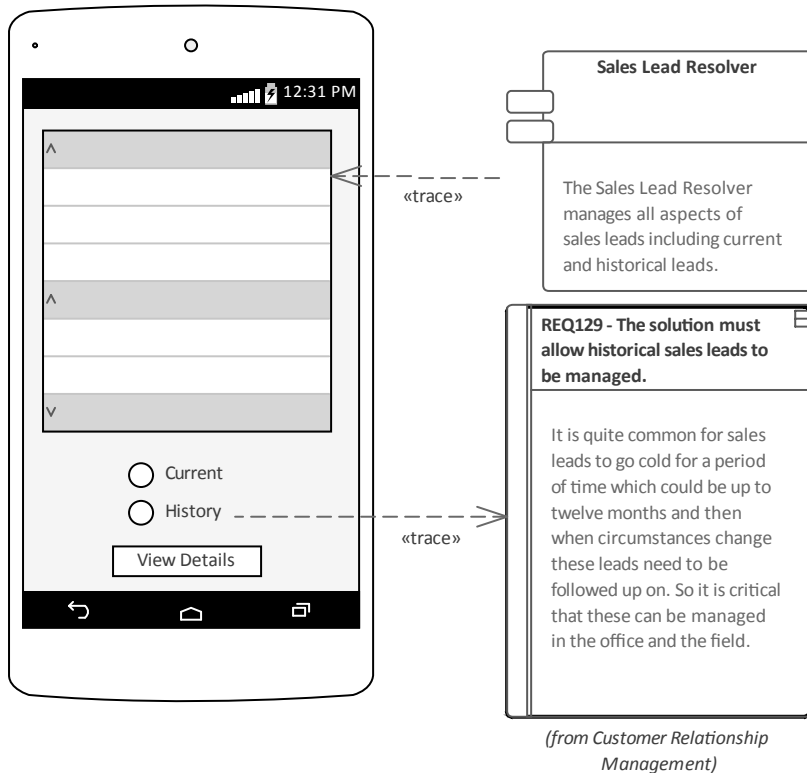 12:31 PM
Current
History
View Details
«trace»
«trace»
Sales Lead Resolver
The Sales Lead Resolver
manages all aspects of
sales leads including current
and historical leads.
REQ129 - The solution must
allow historical sales leads to
be managed.
It is quite common for sales
leads to go cold for a period
of time which could be up to
twelve months and then
when circumstances change
these leads need to be
followed up on. So it is critical
that these can be managed
in the office and the field.
(from Customer Relationship
Management)